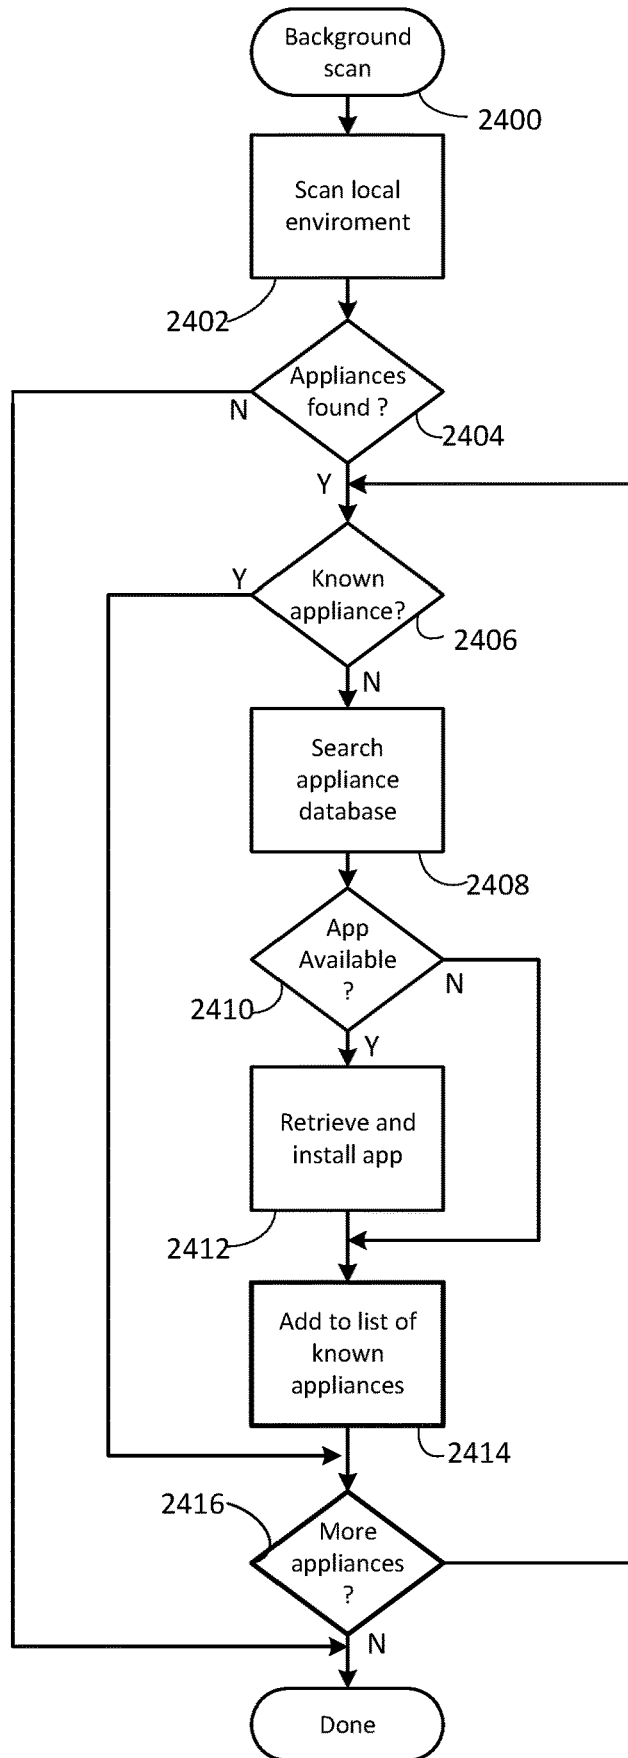 Background
scan
2400
Scan local
enviroment
2402
Appliances
found ?
N
2404
Y
Y
Known
appliance?
2406
N
Search
appliance
database
2408
App
Available
?
2410
N
Y
Retrieve and
install app
2412
Add to list of
known
appliances
2414
2416
More
appliances
?
N
Done